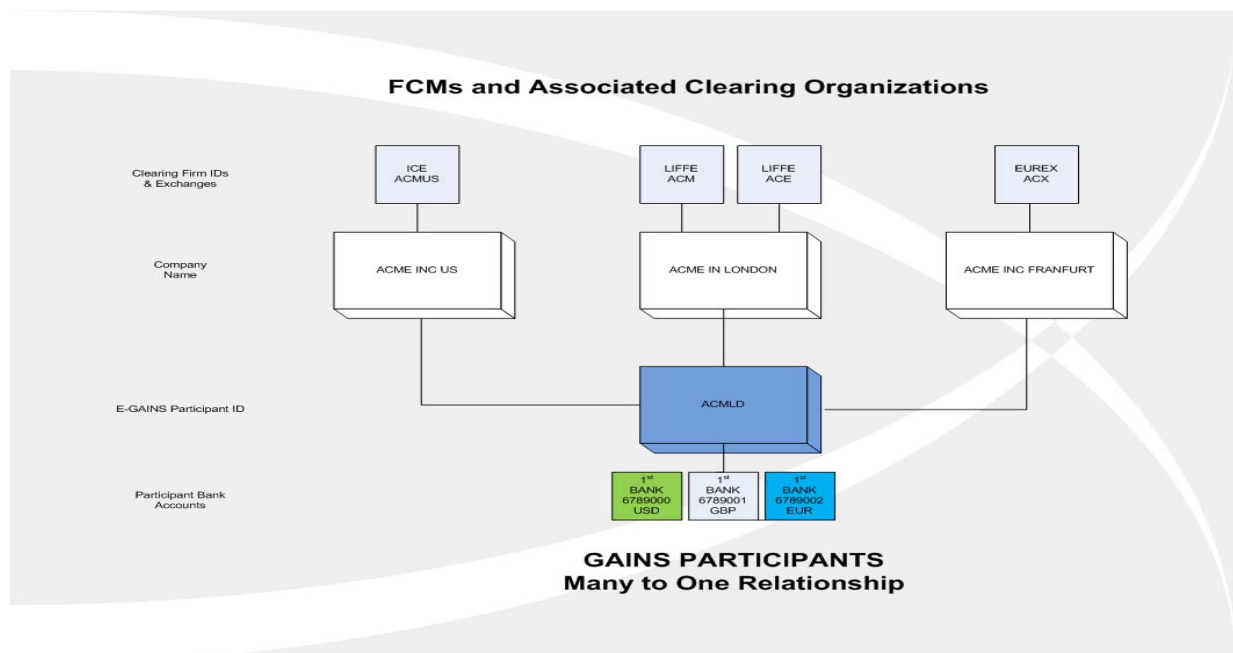 FCMs and Associated Clearing Organizations
Clearing Firm IDs
& Exchanges
ICE
ACMUS
LIFFE
ACM
LIFFE
ACE
EUREX
ACX
Company
Name
ACME INC US
ACME IN LONDON
ACME INC FRANFURT
E-GAINS Participant ID
ACMLD
Participant Bank
Accounts
1st
BANK
6789000
USD
1st
BANK
6789001
GBP
1st
BANK
6789002
EUR
GAINS PARTICIPANTS
Many to One Relationship